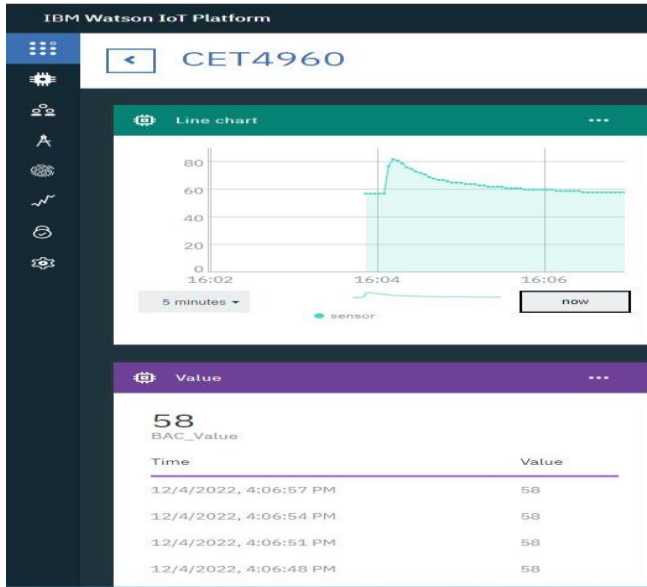 IBM Watson IoT Platform
CET4960
Line chart
80
60
40
20
0
16:02 16:04 16:06
5 minutes now
sensor
Value
58
BAC_Value
Time Value
12/4/2022, 4:06:57 PM 58
12/4/2022, 4:06:54 PM 58
12/4/2022, 4:06:51 PM 58
12/4/2022, 4:06:48 PM 58